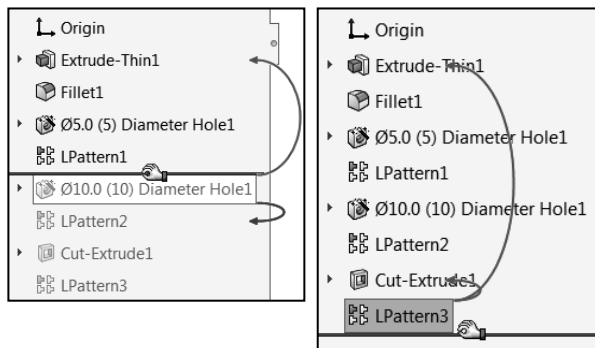 Origin
Extrude-Thin1
Fillet1
Ø5.0 (5) Diameter Hole1
LPattern1
Ø10.0 (10) Diameter Hole1
LPattern2
Cut-Extrude1
LPattern3
Origin
Extrude-Thin1
Fillet1
Ø5.0 (5) Diameter Hole1
LPattern1
Ø10.0 (10) Diameter Hole1
LPattern2
Cut-Extrude1
LPattern3